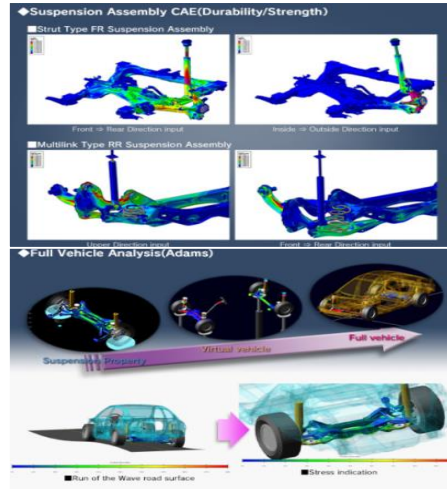 ◆Suspension Assembly CAE(Durability/Strength)
■Strut Type FR Suspension Assembly
Front ⇨ Rear Direction input
Inside ⇨ Outside Direction input
■Multilink Type RR Suspension Assembly
Upper Direction input
Front ⇨ Rear Direction input
◆Full Vehicle Analysis(Adams)
Full vehicle
Virtual vehicle
Suspension Property
■Run of the Wave road surface
■Stress indication